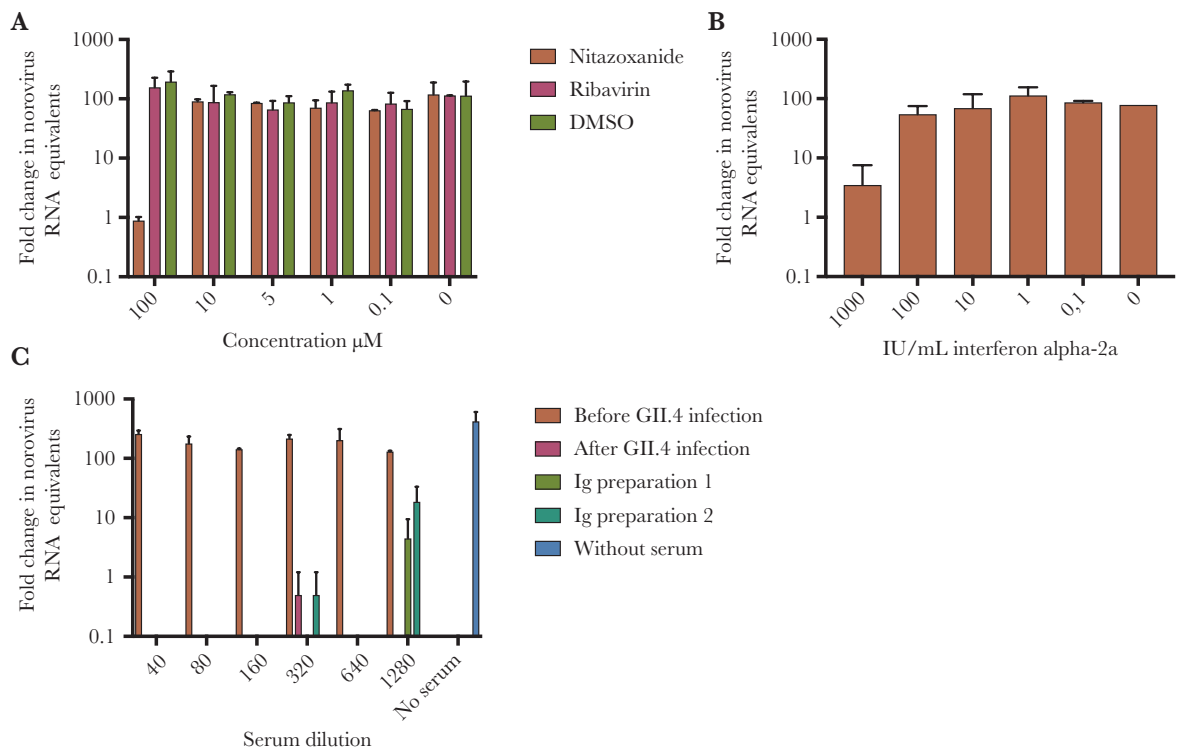 A
Fold change in norovirus
RNA equivalents
1000
100
10
1
0.1
100
10
5
1
0.1
0
Concentration μM
Nitazoxanide
Ribavirin
DMSO
B
Fold change in norovirus
RNA equivalents
1000
100
10
1
0.1
1000
100
10
1
0,1
0
IU/mL interferon alpha-2a
C
Fold change in norovirus
RNA equivalents
1000
100
10
1
0.1
40
80
160
320
640
1280
No serum
Serum dilution
Before GII.4 infection
After GII.4 infection
Ig preparation 1
Ig preparation 2
Without serum